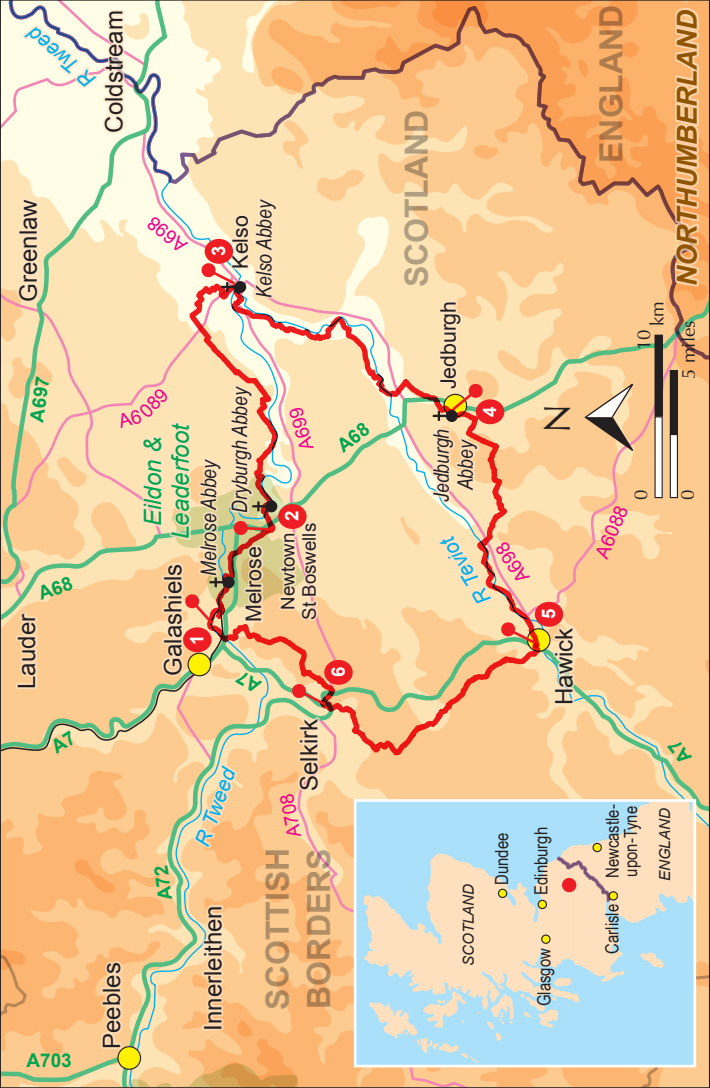 A703
Peebles
Innerleithen
A72
R Tweed
A7
Lauder
A68
Galashiels
1
Melrose
Melrose Abbey
Eildon &
Leaderfoot
Dryburgh Abbey
2
Newtown
St Boswells
A697
A6089
Greenlaw
Coldstream
R Tweed
A698
3
Kelso
Kelso Abbey
A699
A68
A7
6
Selkirk
A708
SCOTTISH
BORDERS
SCOTLAND
ENGLAND
NORTHUMBERLAND
Jedburgh
4
Jedburgh
Abbey
R Teviot
A698
A6088
5
Hawick
A7
N
0
10 km
0
5 miles
SCOTLAND
Dundee
Edinburgh
Glasgow
Carlisle
Newcastle-
upon-Tyne
ENGLAND